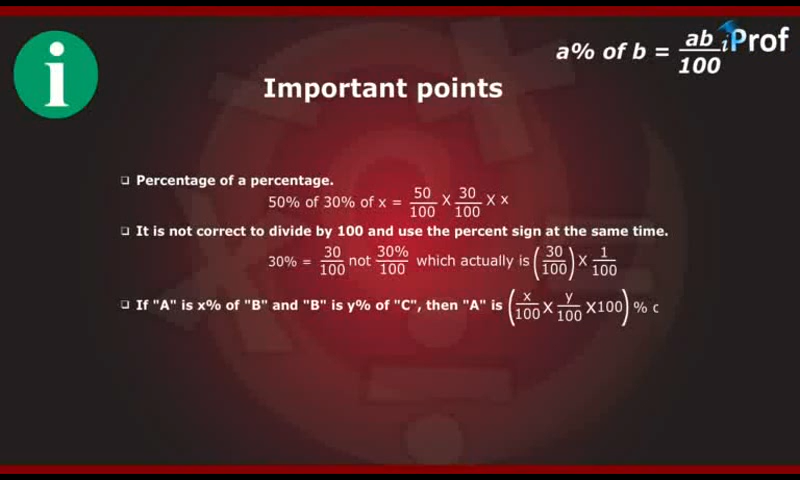 i
a% of b = ab/100
iProf
Important points
❑ Percentage of a percentage.
50% of 30% of x = 50/100 X 30/100 X x
❑ It is not correct to divide by 100 and use the percent sign at the same time.
30% = 30/100 not 30%/100 which actually is (30/100) X 1/100
❑ If "A" is x% of "B" and "B" is y% of "C", then "A" is (x/100 X y/100 X 100) % c